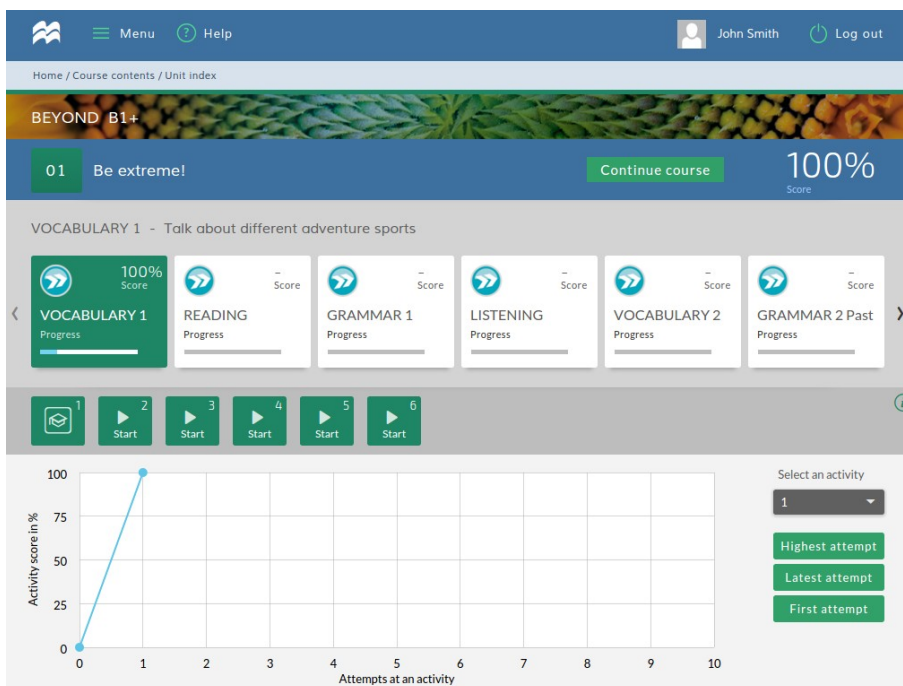 Menu ? Help John Smith Log out
Home / Course contents / Unit index
BEYOND B1+
01 Be extreme! Continue course 100%
Score
VOCABULARY 1 - Talk about different adventure sports
100% - - - - -
Score Score Score Score Score Score
VOCABULARY 1 READING GRAMMAR 1 LISTENING VOCABULARY 2 GRAMMAR 2 Past
Progress Progress Progress Progress Progress Progress
1 2 3 4 5 6
Start Start Start Start Start
Select an activity
1
Highest attempt
Latest attempt
First attempt
Activity score in %
100
75
50
25
0
0 1 2 3 4 5 6 7 8 9 10
Attempts at an activity